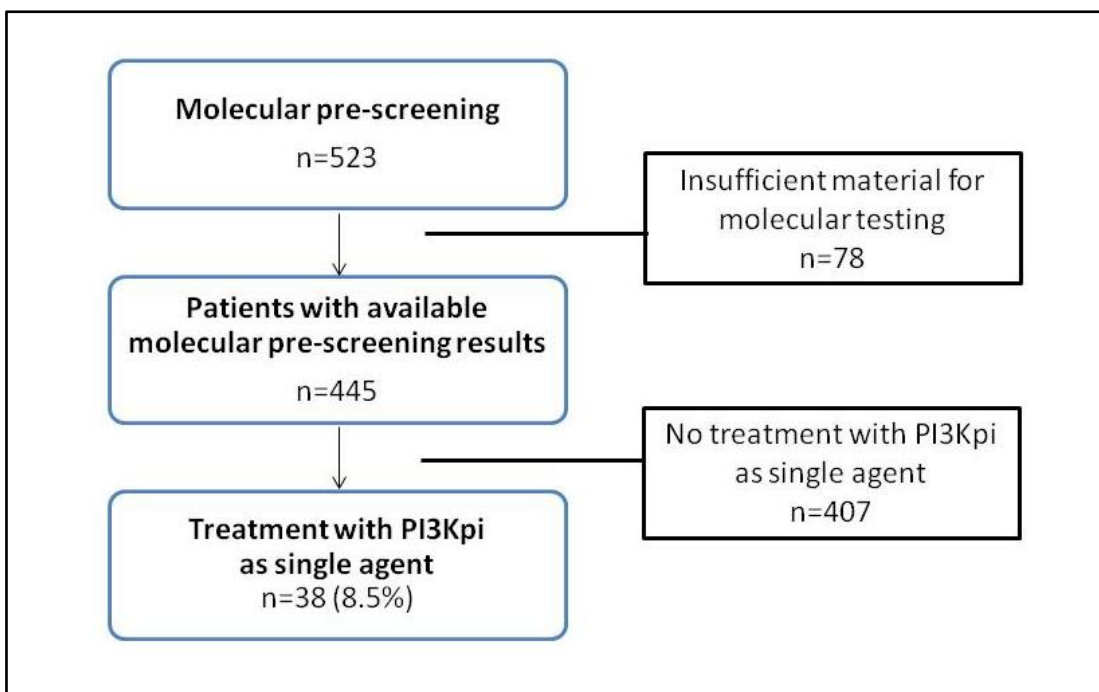 Molecular pre-screening
n=523
Insufficient material for
molecular testing
n=78
Patients with available
molecular pre-screening results
n=445
No treatment with PI3Kpi
as single agent
n=407
Treatment with PI3Kpi
as single agent
n=38 (8.5%)